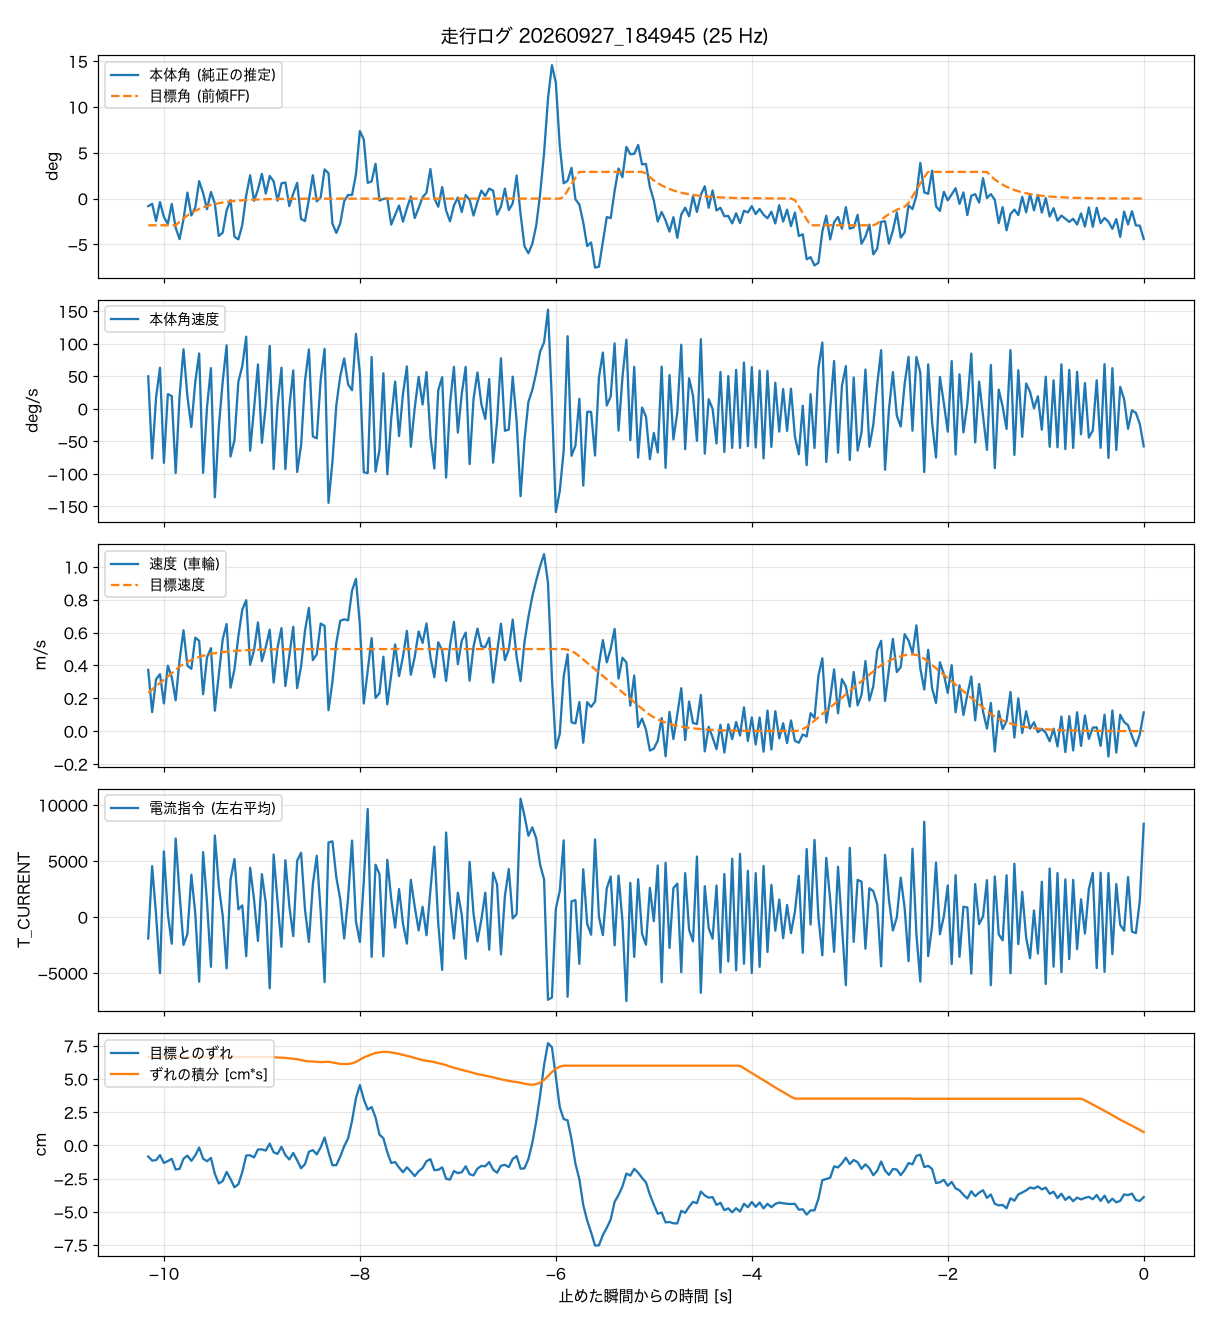 走行ログ 20260927_184945 (25 Hz)
本体角 (純正の推定)
目標角 (前傾FF)
deg
15
10
5
0
−5
本体角速度
deg/s
150
100
50
0
−50
−100
−150
速度 (車輪)
目標速度
m/s
1.0
0.8
0.6
0.4
0.2
0.0
−0.2
電流指令 (左右平均)
T_CURRENT
10000
5000
0
−5000
目標とのずれ
ずれの積分 [cm*s]
cm
7.5
5.0
2.5
0.0
−2.5
−5.0
−7.5
−10 −8 −6 −4 −2 0
止めた瞬間からの時間 [s]